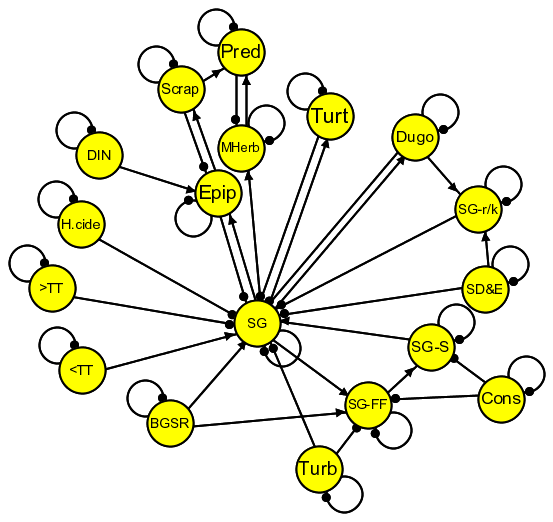 Pred
Scrap
Turt
Dugo
MHerb
DIN
Epip
SG-r/k
H.cide
>TT
SD&E
SG
SG-S
<TT
Cons
SG-FF
BGSR
Turb